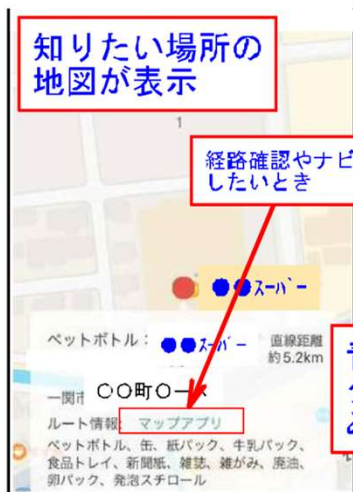 知りたい場所の
地図が表示
1
経路確認やナビ
したいとき
●●スーパー
ペットボトル：●●スーパー
直線距離
約5.2km
一関市 〇〇町〇ー
ルート情報： マップアプリ
ペットボトル、缶、紙パック、牛乳パック、
食品トレイ、新聞紙、雑誌、雑がみ、廃油、
卵パック、発泡スチロール